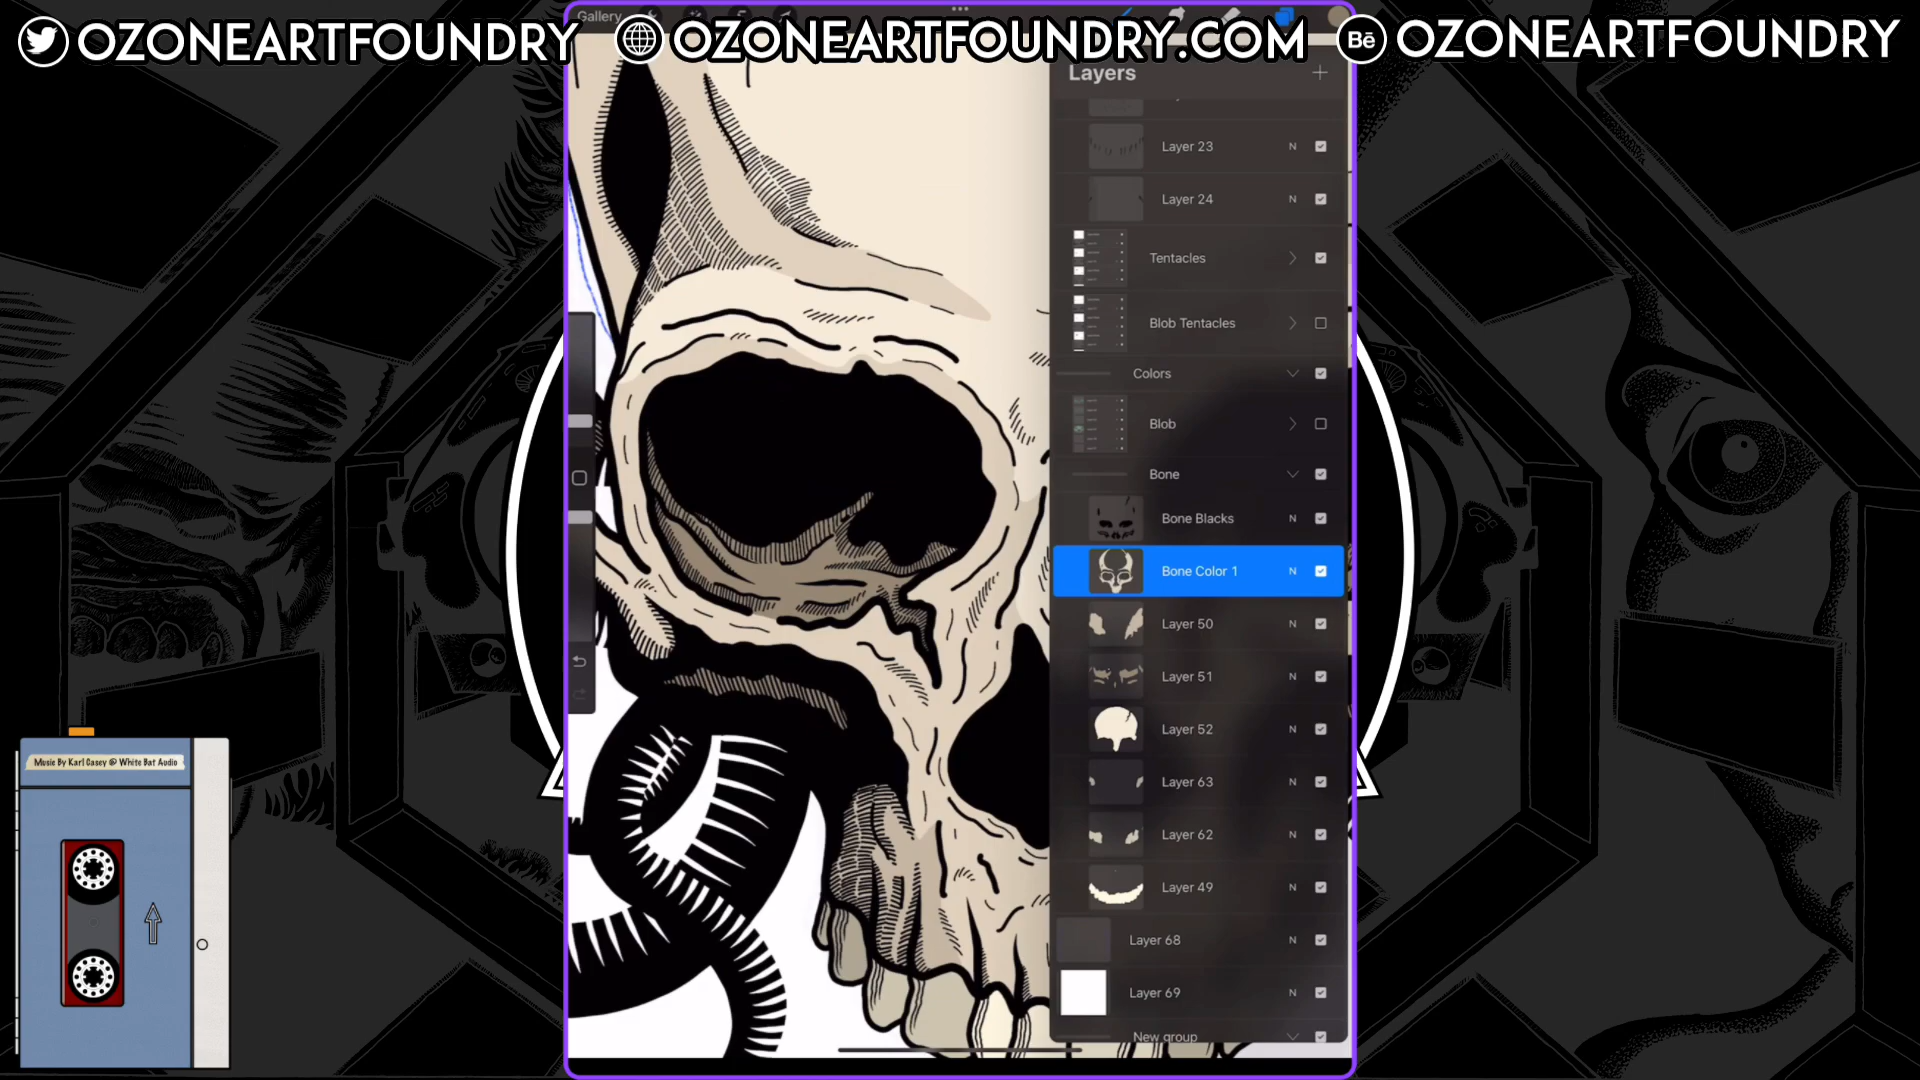 OZONEARTFOUNDRY
OZONEARTFOUNDRY.COM
Bē OZONEARTFOUNDRY
Gallery
Layers
Layer 23 N
Layer 24 N
Tentacles
Blob Tentacles
Colors
Blob
Bone
Bone Blacks N
Bone Color 1 N
Layer 50 N
Layer 51 N
Layer 52 N
Layer 63 N
Layer 62 N
Layer 49 N
Layer 68 N
Layer 69 N
New group
Music By Karl Casey @ White Bat Audio